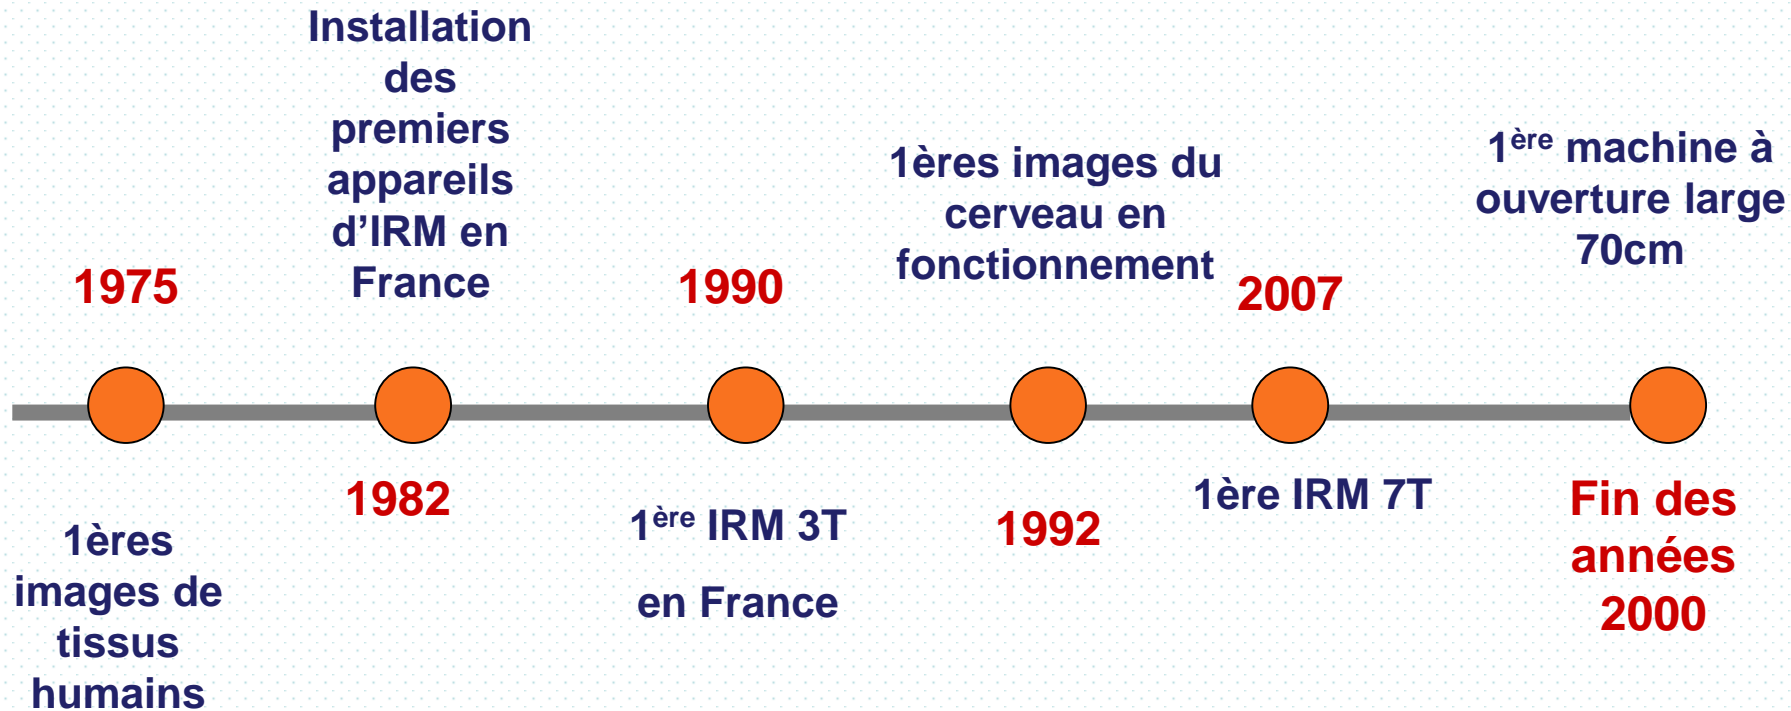 1975
1ères
images de
tissus
humains
Installation
des
premiers
appareils
d’IRM en
France
1982
1990
1ère IRM 3T
en France
1ères images du
cerveau en
fonctionnement
1992
2007
1ère IRM 7T
1ère machine à
ouverture large
70cm
Fin des
années
2000